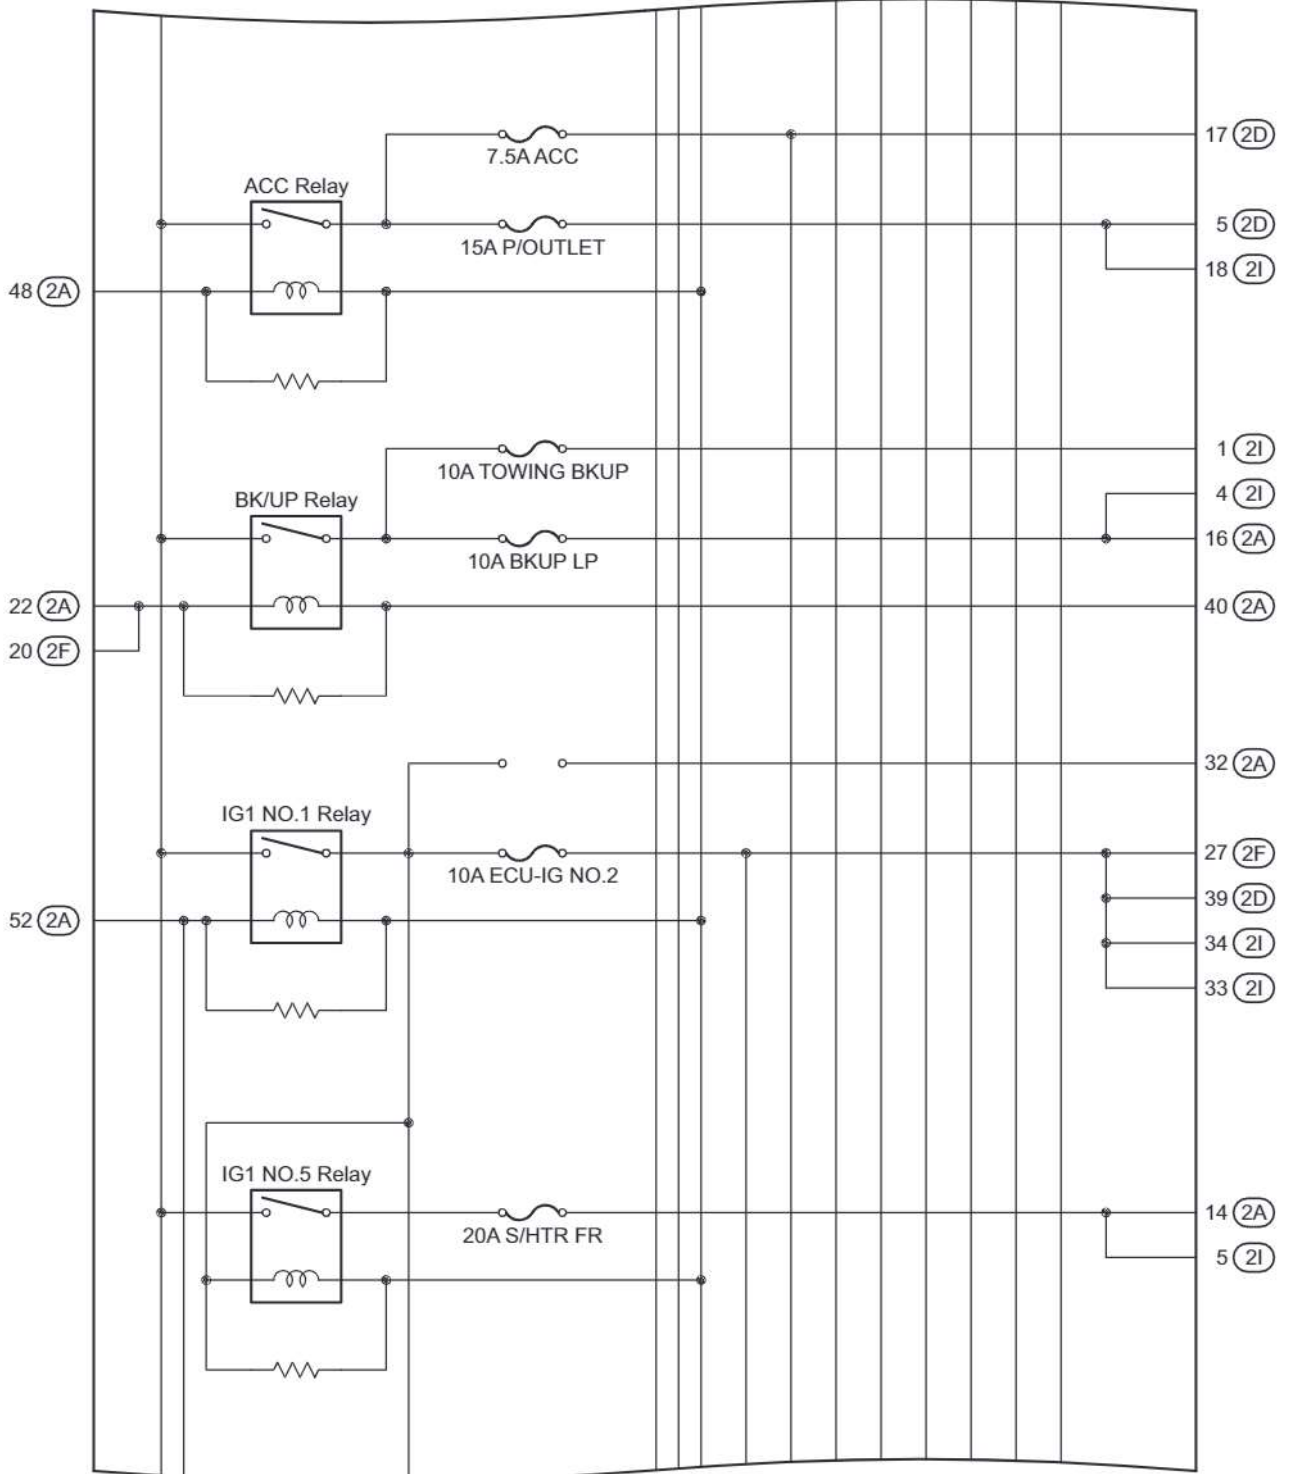 17 2D
7.5A ACC
ACC Relay
5 2D
15A P/OUTLET
18 2I
48 2A
1 2I
10A TOWING BKUP
4 2I
BK/UP Relay
16 2A
10A BKUP LP
22 2A
40 2A
20 2F
32 2A
IG1 NO.1 Relay
27 2F
10A ECU-IG NO.2
39 2D
52 2A
34 2I
33 2I
IG1 NO.5 Relay
14 2A
20A S/HTR FR
5 2I